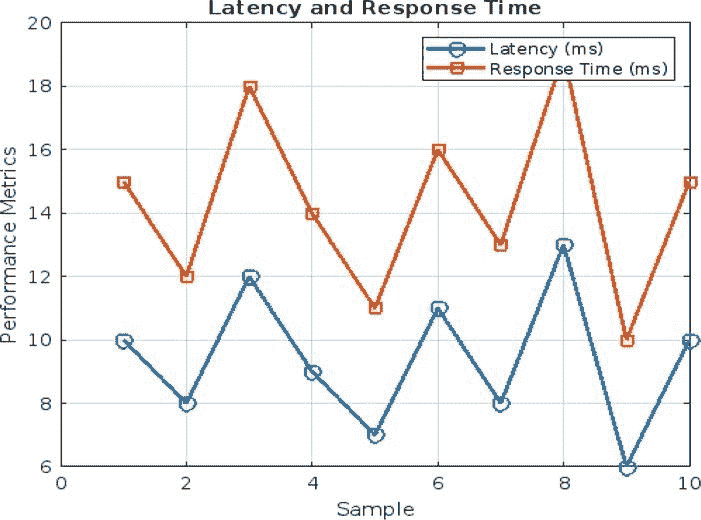 Latency and Response Time
Latency (ms)
Response Time (ms)
Performance Metrics
20
18
16
14
12
10
8
6
0
2
4
6
8
10
Sample